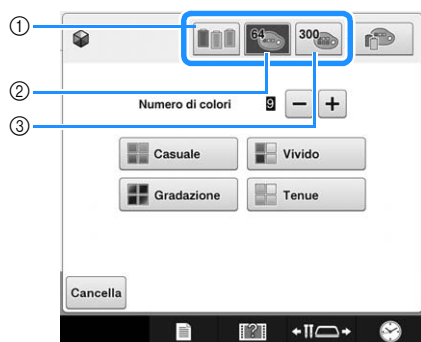 ①
64
300
②
③
Numero di colori 9 − +
Casuale Vivido
Gradazione Tenue
Cancella
?